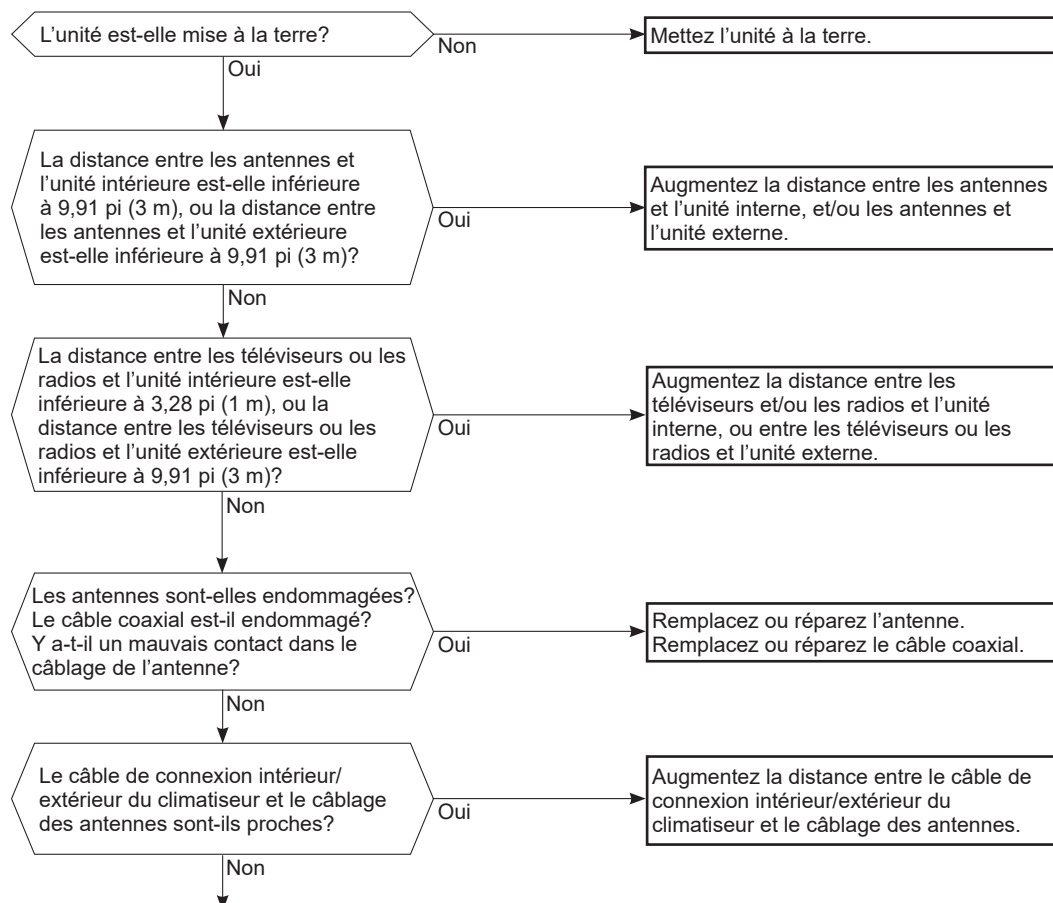 L’unité est-elle mise à la terre?
Non
Mettez l’unité à la terre.
Oui
La distance entre les antennes et
l’unité intérieure est-elle inférieure
à 9,91 pi (3 m), ou la distance entre
les antennes et l’unité extérieure
est-elle inférieure à 9,91 pi (3 m)?
Oui
Augmentez la distance entre les antennes
et l’unité interne, et/ou les antennes et
l’unité externe.
Non
La distance entre les téléviseurs ou les
radios et l’unité intérieure est-elle
inférieure à 3,28 pi (1 m), ou la
distance entre les téléviseurs ou les
radios et l’unité extérieure est-elle
inférieure à 9,91 pi (3 m)?
Oui
Augmentez la distance entre les
téléviseurs et/ou les radios et l’unité
interne, ou entre les téléviseurs ou les
radios et l’unité externe.
Non
Les antennes sont-elles endommagées?
Le câble coaxial est-il endommagé?
Y a-t-il un mauvais contact dans le
câblage de l’antenne?
Oui
Remplacez ou réparez l’antenne.
Remplacez ou réparez le câble coaxial.
Non
Le câble de connexion intérieur/
extérieur du climatiseur et le câblage
des antennes sont-ils proches?
Oui
Augmentez la distance entre le câble de
connexion intérieur/extérieur du
climatiseur et le câblage des antennes.
Non